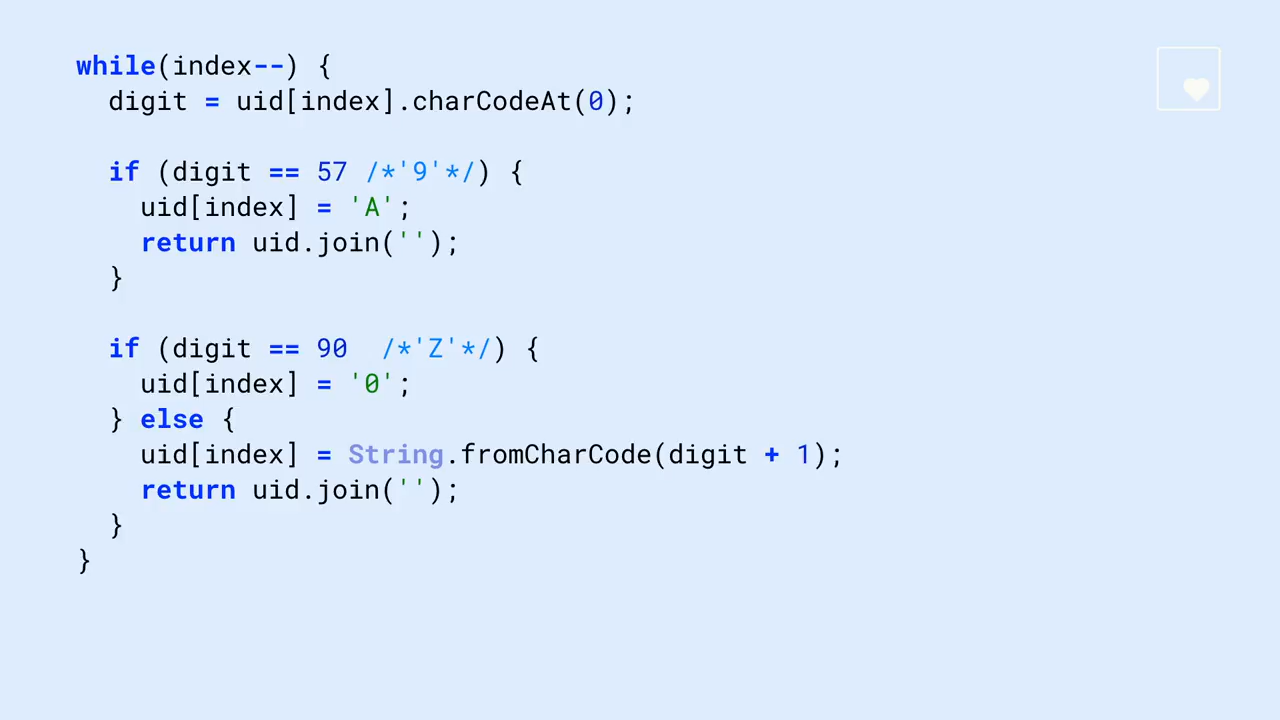 while(index--) {
  digit = uid[index].charCodeAt(0);

  if (digit == 57 /*'9'*/) {
    uid[index] = 'A';
    return uid.join('');
  }

  if (digit == 90  /*'Z'*/) {
    uid[index] = '0';
  } else {
    uid[index] = String.fromCharCode(digit + 1);
    return uid.join('');
  }
}